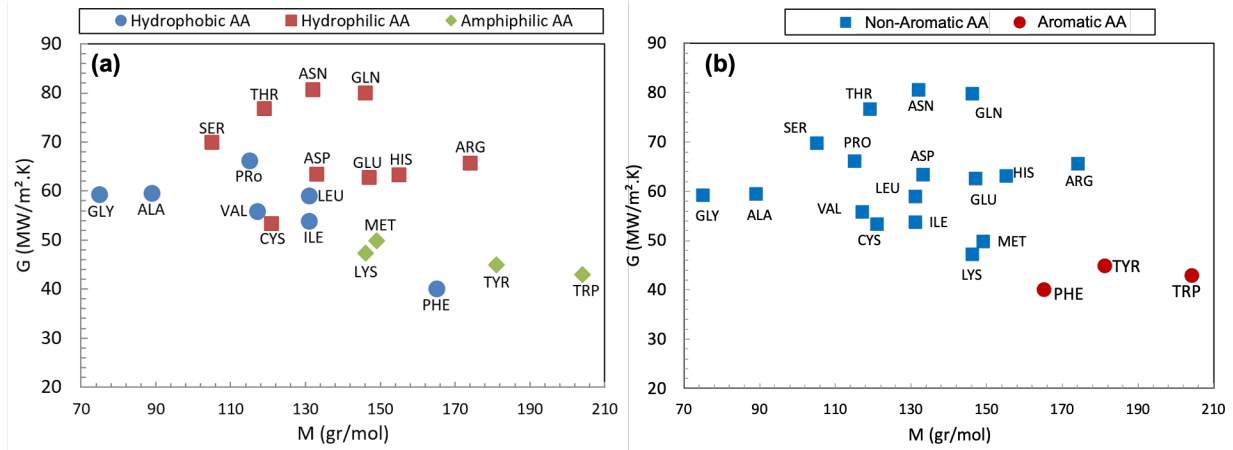 Hydrophobic AA Hydrophilic AA Amphiphilic AA
(a)
G (MW/m².K)
90
80
70
60
50
40
30
20
70 90 110 130 150 170 190 210
M (gr/mol)
GLY
ALA
SER
THR
ASN
GLN
PRo
VAL
CYS
ASP
LEU
ILE
GLU
HIS
ARG
MET
LYS
PHE
TYR
TRP
Non-Aromatic AA Aromatic AA
(b)
G (MW/m².K)
90
80
70
60
50
40
30
20
70 90 110 130 150 170 190 210
M (gr/mol)
GLY
ALA
SER
THR
PRO
ASN
GLN
VAL
CYS
ASP
LEU
ILE
GLU
HIS
ARG
MET
LYS
PHE
TYR
TRP